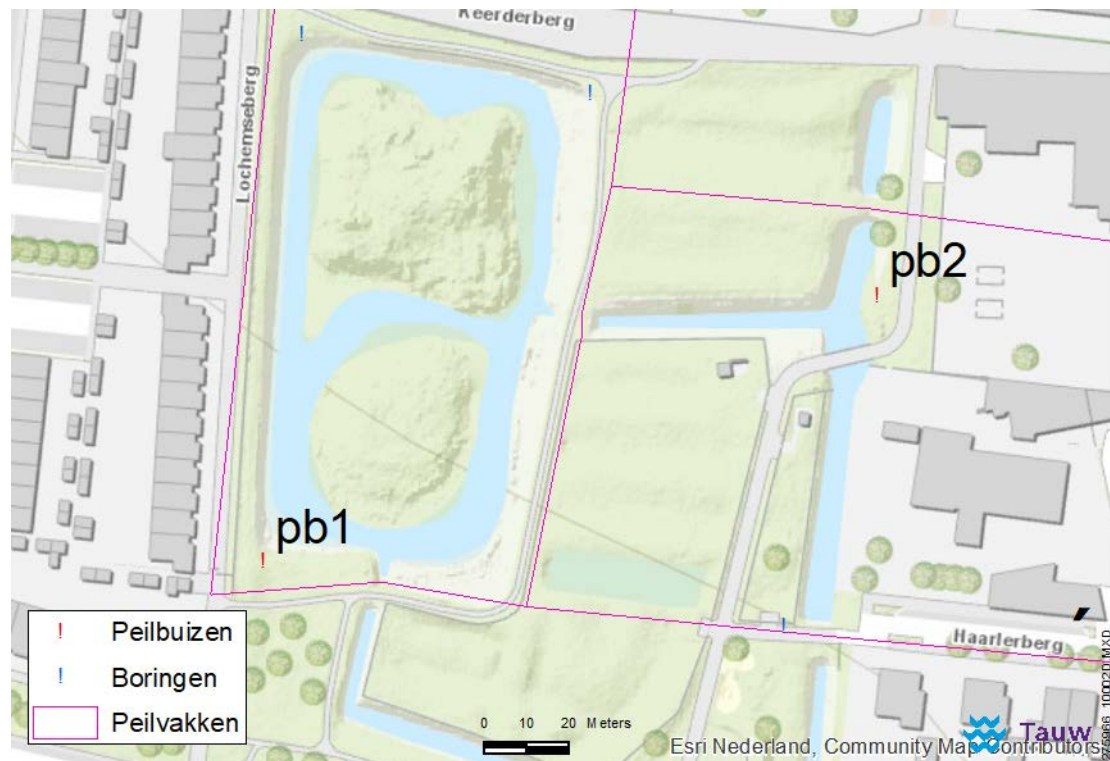 Keerderberg
Lochemseberg
pb2
pb1
Haarlerberg
! Peilbuizen
! Boringen
Peilvakken
0 10 20 Meters
Esri Nederland, Community Map Contributors
Tauw